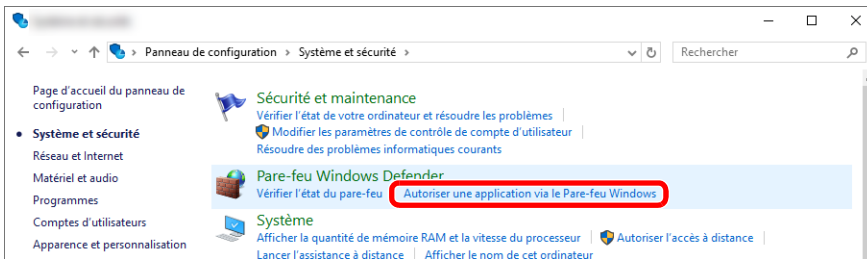 Panneau de configuration > Système et sécurité >
Rechercher
Page d'accueil du panneau de
configuration
Système et sécurité
Réseau et Internet
Matériel et audio
Programmes
Comptes d'utilisateurs
Apparence et personnalisation
Sécurité et maintenance
Vérifier l'état de votre ordinateur et résoudre les problèmes
Modifier les paramètres de contrôle de compte d'utilisateur
Résoudre des problèmes informatiques courants
Pare-feu Windows Defender
Vérifier l'état du pare-feu
Autoriser une application via le Pare-feu Windows
Système
Afficher la quantité de mémoire RAM et la vitesse du processeur
Autoriser l'accès à distance
Lancer l'assistance à distance
Afficher le nom de cet ordinateur